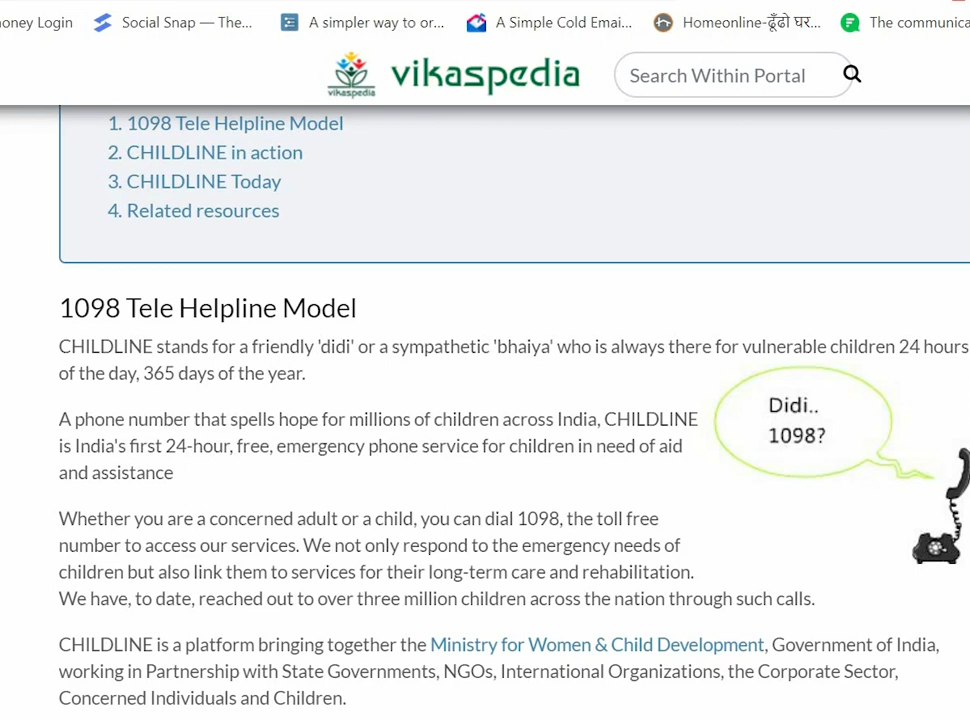 oney Login
Social Snap — The...
A simpler way to or...
A Simple Cold Emai...
Homeonline-ढूँढो घर...
The communica
vikaspedia
vikaspedia
Search Within Portal
1. 1098 Tele Helpline Model
2. CHILDLINE in action
3. CHILDLINE Today
4. Related resources
1098 Tele Helpline Model
CHILDLINE stands for a friendly 'didi' or a sympathetic 'bhaiya' who is always there for vulnerable children 24 hours
of the day, 365 days of the year.
A phone number that spells hope for millions of children across India, CHILDLINE
is India's first 24-hour, free, emergency phone service for children in need of aid
and assistance
Didi..
1098?
Whether you are a concerned adult or a child, you can dial 1098, the toll free
number to access our services. We not only respond to the emergency needs of
children but also link them to services for their long-term care and rehabilitation.
We have, to date, reached out to over three million children across the nation through such calls.
CHILDLINE is a platform bringing together the Ministry for Women & Child Development, Government of India,
working in Partnership with State Governments, NGOs, International Organizations, the Corporate Sector,
Concerned Individuals and Children.